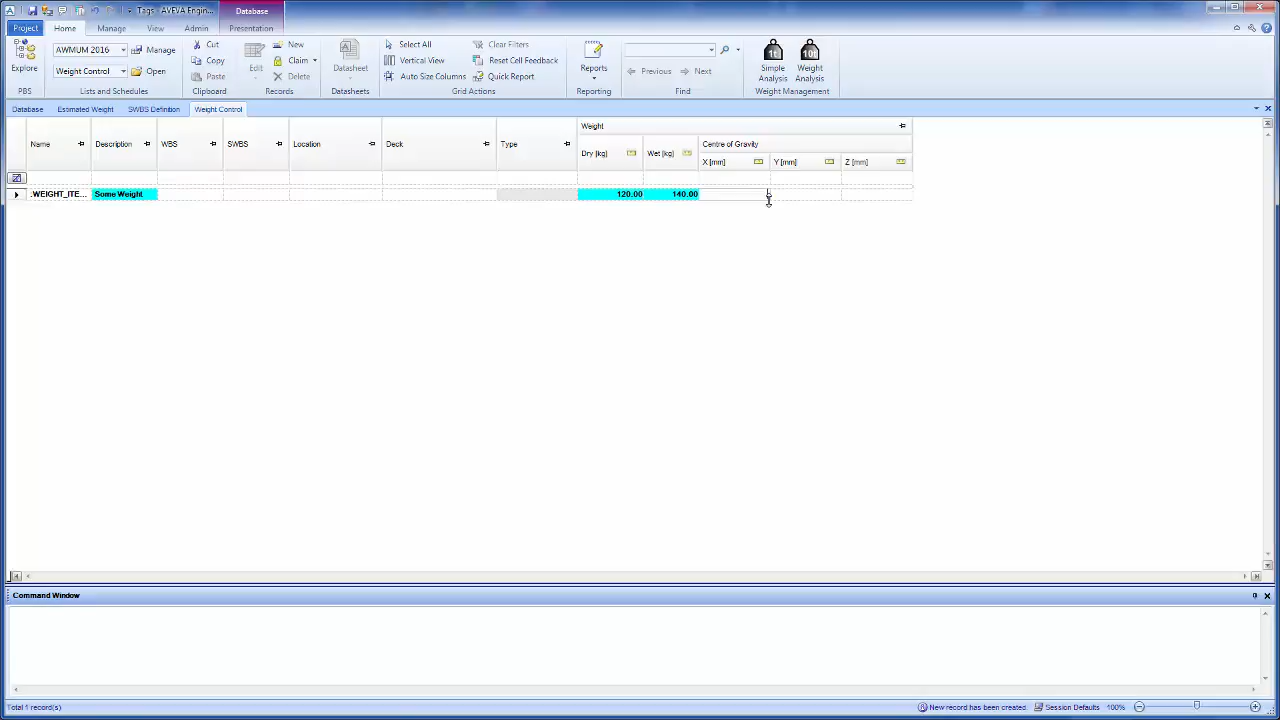 Tags - AVEVA Engin... Database
Project Home Manage View Admin Presentation
AWMUM 2016 Manage Cut New Select All Clear Filters
Explore Weight Contr... Open Copy Edit Claim Datasheet Vertical View Reset Cell Feedback Reports Previous Next Simple Analysis Weight Analysis
Paste Delete Auto Size Columns Quick Report
PBS Lists and Schedules Clipboard Records Datasheets Grid Actions Reporting Find Weight Management
Database Estimated Weight SWBS Definition Weight Control
Weight
Name Description WBS SWBS Location Deck Type Dry [kg] Wet [kg] Centre of Gravity
X [mm] Y [mm] Z [mm]
:WEIGHT_ITE... Some Weight 120.00 140.00
Command Window
Total 1 record(s) New record has been created. Session Defaults 100%